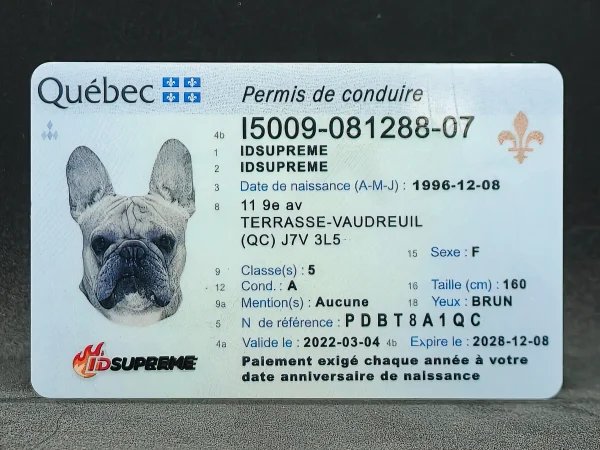 Québec
Permis de conduire
4b I5009-081288-07
1 IDSUPREME
2 IDSUPREME
3 Date de naissance (A-M-J) : 1996-12-08
8 11 9e av
TERRASSE-VAUDREUIL
(QC) J7V 3L5
15 Sexe : F
9 Classe(s) : 5
12 Cond. : A 16 Taille (cm) : 160
9a Mention(s) : Aucune 18 Yeux : BRUN
5 N de référence : PDBT8A1QC
4a Valide le : 2022-03-04 4b Expire le : 2028-12-08
Paiement exigé chaque année à votre
date anniversaire de naissance
IDSUPREME